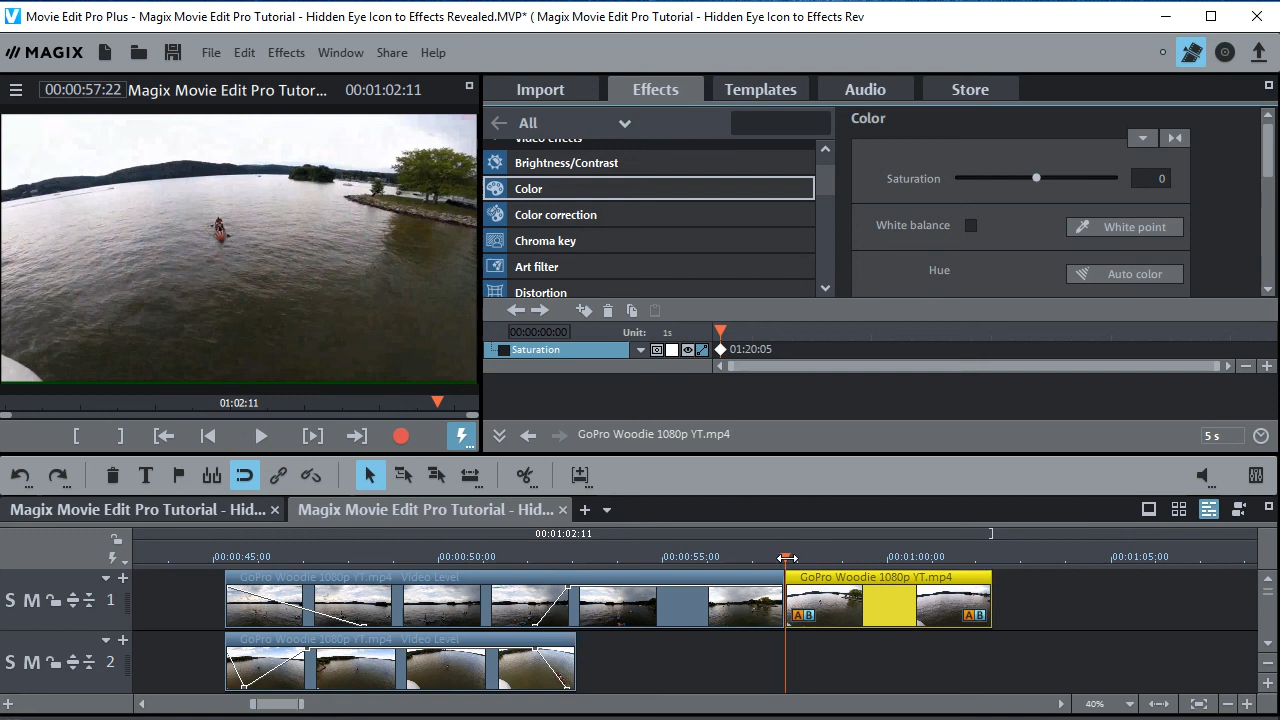 Movie Edit Pro Plus - Magix Movie Edit Pro Tutorial - Hidden Eye Icon to Effects Revealed.MVP* ( Magix Movie Edit Pro Tutorial - Hidden Eye Icon to Effects Rev
MAGIX File Edit Effects Window Share Help
00:00:57:22 Magix Movie Edit Pro Tutor... 00:01:02:11
Import Effects Templates Audio Store
All
Color
Video effects
Brightness/Contrast
Color
Color correction
Chroma key
Art filter
Distortion
Saturation 0
White balance White point
Hue Auto color
00:00:00:00 Unit: 1s
Saturation 01:20:05
01:02:11
GoPro Woodie 1080p YT.mp4 5 s
T
Magix Movie Edit Pro Tutorial - Hid... Magix Movie Edit Pro Tutorial - Hid...
00:01:02:11
00:00:45:00 00:00:50:00 00:00:55:00 00:01:00:00 00:01:05:00
GoPro Woodie 1080p YT.mp4 Video Level GoPro Woodie 1080p YT.mp4
S M 1
A B A B
GoPro Woodie 1080p YT.mp4 Video Level
S M 2
40%